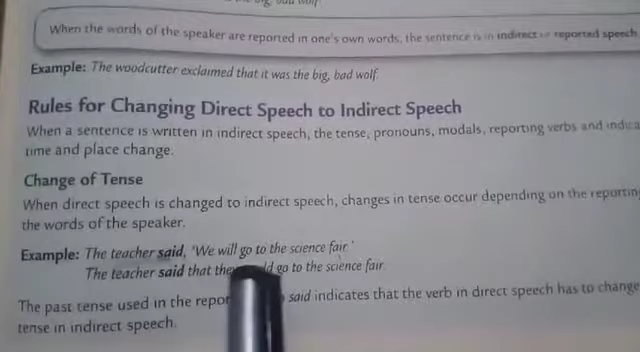 big, bad wolf
When the words of the speaker are reported in one's own words, the sentence is in indirect or reported speech
Example: The woodcutter exclaimed that it was the big, bad wolf.
Rules for Changing Direct Speech to Indirect Speech
When a sentence is written in indirect speech, the tense, pronouns, modals, reporting verbs and
time and place change.
Change of Tense
When direct speech is changed to indirect speech, changes in tense occur depending on the
the words of the speaker.
Example: The teacher said, 'We will go to the science fair.'
The teacher said that go to the science fair.
The past tense used in the said indicates that the verb in direct speech has to change
tense in indirect speech.